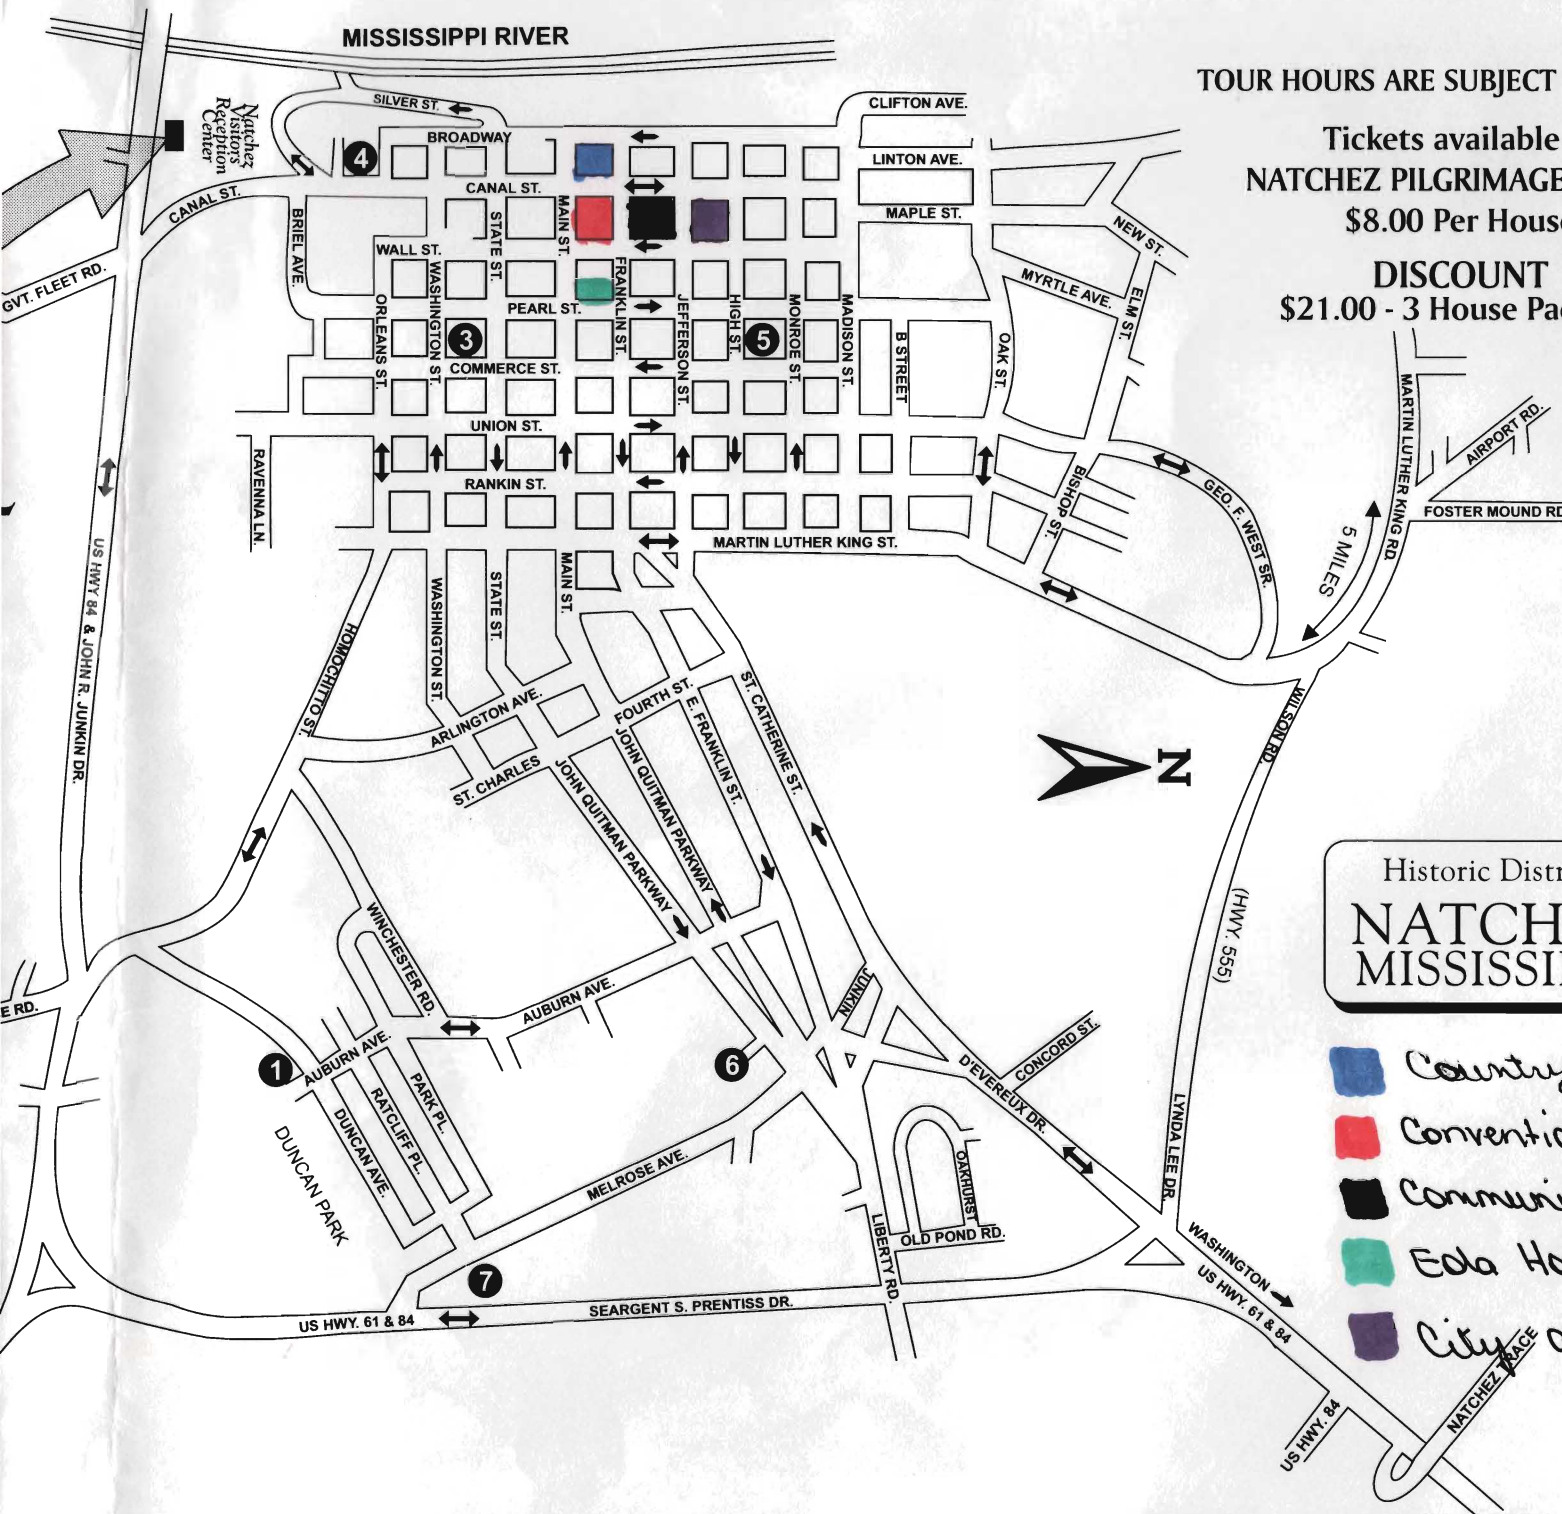 MISSISSIPPI RIVER
TOUR HOURS ARE SUBJECT
Tickets available
NATCHEZ PILGRIMAGE
$8.00 Per House
DISCOUNT
$21.00 - 3 House Pa
Natchez
Visitors
Reception
Center
SILVER ST.
BROADWAY
CLIFTON AVE.
4
LINTON AVE.
CANAL ST.
CANAL ST.
MAPLE ST.
BRIEL AVE.
STATE ST.
MAIN ST.
NEW ST.
WALL ST.
GVT. FLEET RD.
WASHINGTON ST.
FRANKLIN ST.
MYRTLE AVE.
ELM ST.
PEARL ST.
ORLEANS ST.
JEFFERSON ST.
HIGH ST.
MONROE ST.
MADISON ST.
3
5
B STREET
OAK ST.
COMMERCE ST.
MARTIN LUTHER KING RD.
AIRPORT RD.
UNION ST.
RAVENNA LN.
RANKIN ST.
BISHOP ST.
GEO. F. WEST SR.
FOSTER MOUND RD
MARTIN LUTHER KING ST.
5 MILES
US HWY 84 & JOHN R. JUNKIN DR.
WASHINGTON ST.
STATE ST.
MAIN ST.
HOMOCHITTO ST.
ARLINGTON AVE.
FOURTH ST.
E. FRANKLIN ST.
ST. CATHERINE ST.
WILSON RD.
ST. CHARLES
JOHN QUITMAN PARKWAY
JOHN QUITMAN PARKWAY
N
Historic Distr
NATCH
MISSISSI
(HWY. 555)
WINCHESTER RD.
AUBURN AVE.
JUNKIN
E RD.
1
AUBURN AVE.
6
D'EVEREUX DR.
CONCORD ST.
PARK PL.
RATCLIFF PL.
DUNCAN AVE.
DUNCAN PARK
MELROSE AVE.
OAKHURST
LYNDA LEE DR.
OLD POND RD.
LIBERTY RD.
7
SEARGENT S. PRENTISS DR.
US HWY. 61 & 84
WASHINGTON
US HWY. 61 & 84
US HWY. 84
NATCHEZ TRACE
Country
Conventio
Communi
Eola Ho
City